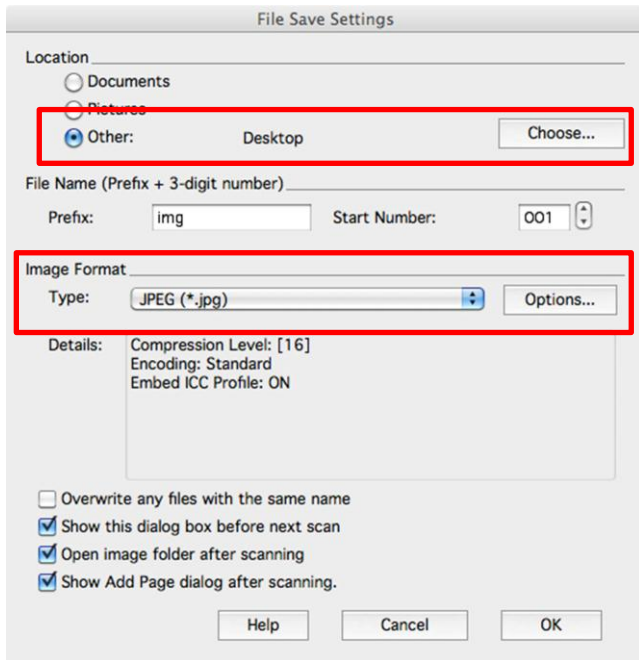 File Save Settings
Location
Documents
Pictures
Other: Desktop Choose...
File Name (Prefix + 3-digit number)
Prefix: img Start Number: 001
Image Format
Type: JPEG (*.jpg) Options...
Details: Compression Level: [16]
Encoding: Standard
Embed ICC Profile: ON
Overwrite any files with the same name
Show this dialog box before next scan
Open image folder after scanning
Show Add Page dialog after scanning.
Help Cancel OK